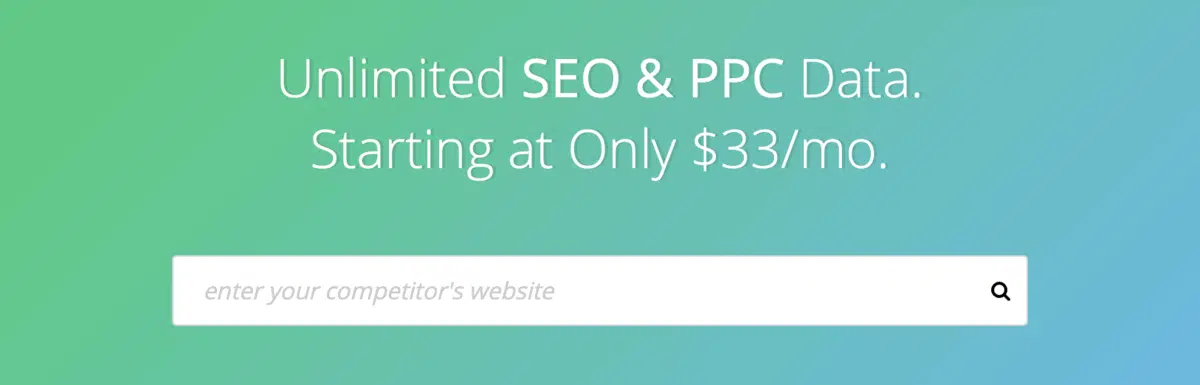 Unlimited SEO & PPC Data.
Starting at Only $33/mo.
enter your competitor's website